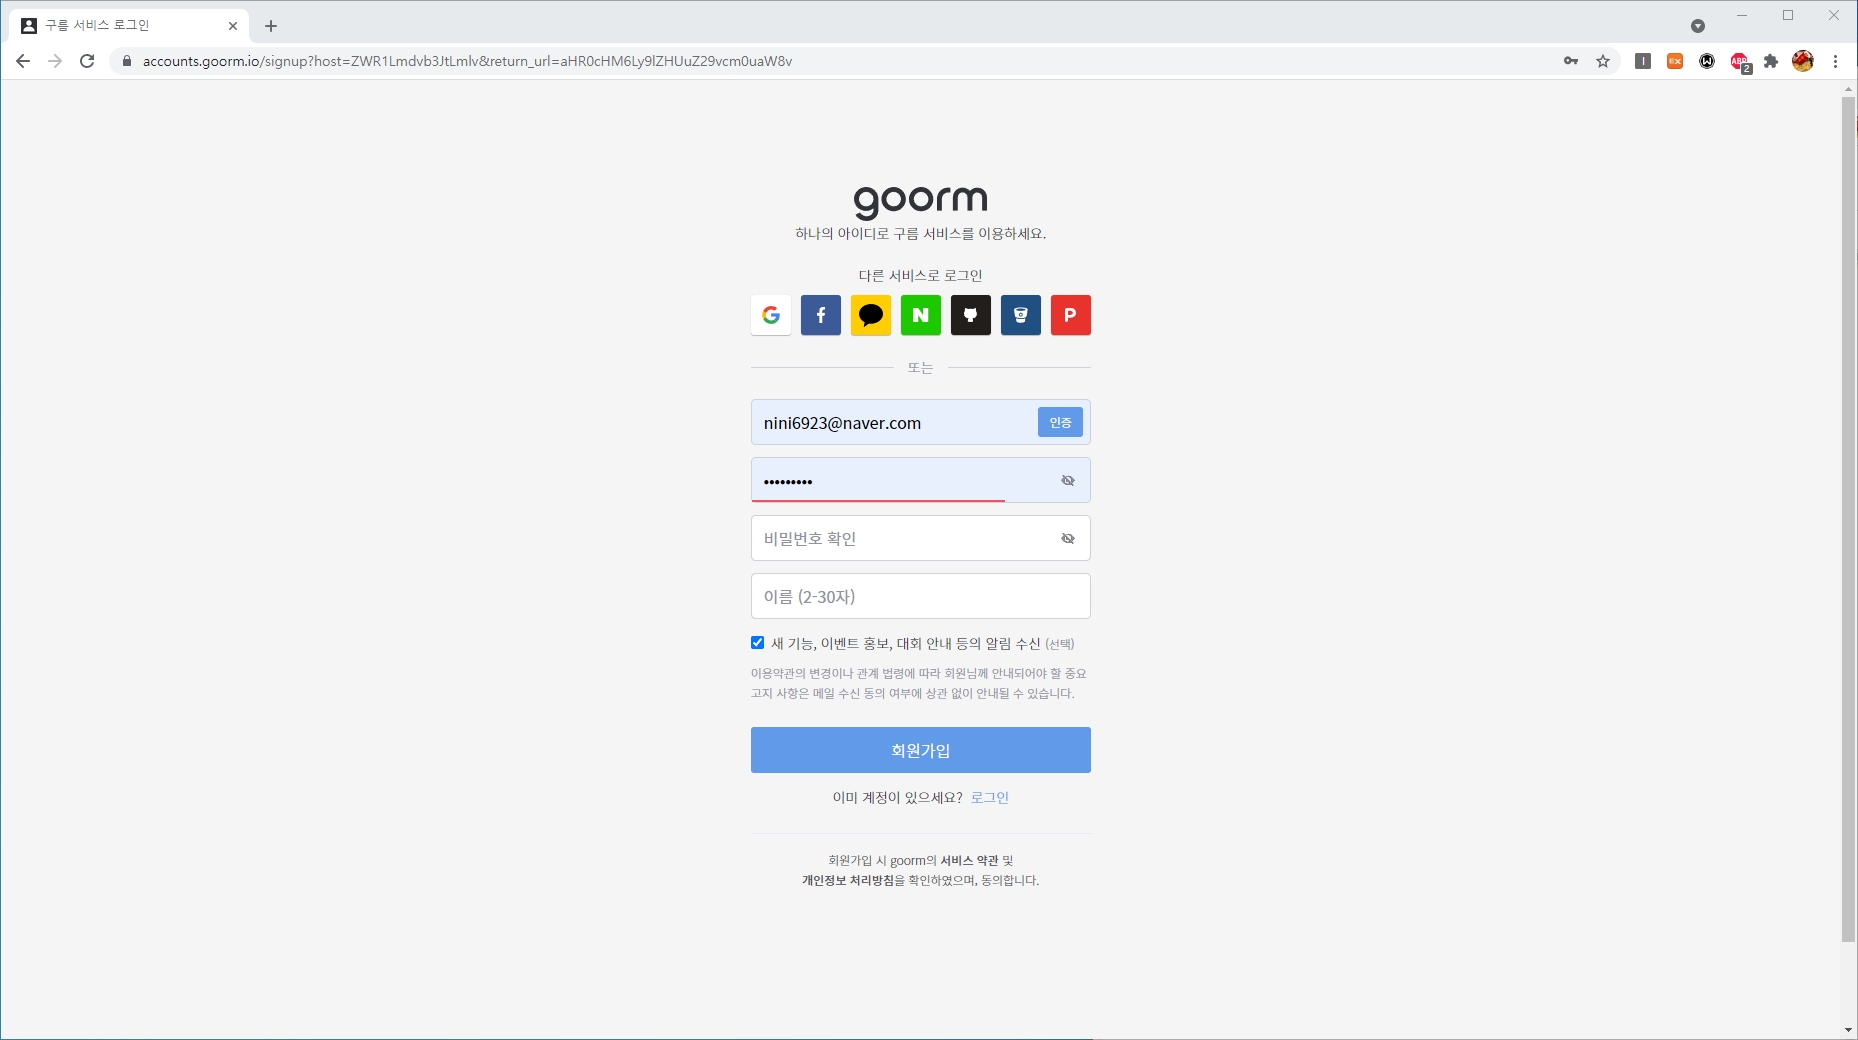 구름 서비스 로그인
accounts.goorm.io/signup?host=ZWR1Lmdvb3JtLmlv&return_url=aHR0cHM6Ly9lZHUuZ29vcm0uaW8v
ABP
2
goorm
하나의 아이디로 구름 서비스를 이용하세요.
다른 서비스로 로그인
G f N P
또는
nini6923@naver.com 인증
•••••••••
비밀번호 확인
이름 (2-30자)
새 기능, 이벤트 홍보, 대회 안내 등의 알림 수신 (선택)
이용약관의 변경이나 관계 법령에 따라 회원님께 안내되어야 할 중요
고지 사항은 메일 수신 동의 여부에 상관 없이 안내될 수 있습니다.
회원가입
이미 계정이 있으세요? 로그인
회원가입 시 goorm의 서비스 약관 및
개인정보 처리방침을 확인하였으며, 동의합니다.